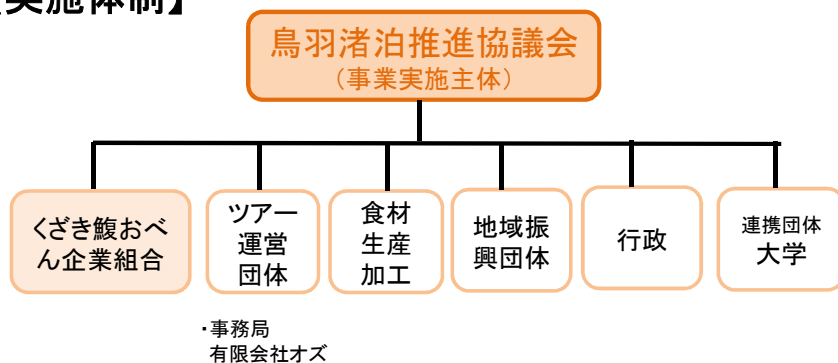 実施体制】
鳥羽渚泊推進協議会
（事業実施主体）
くざき鰒おべ
ん企業組合
ツアー
運営
団体
食材
生産
加工
地域振
興団体
行政
連携団体
大学
・事務局
有限会社オズ